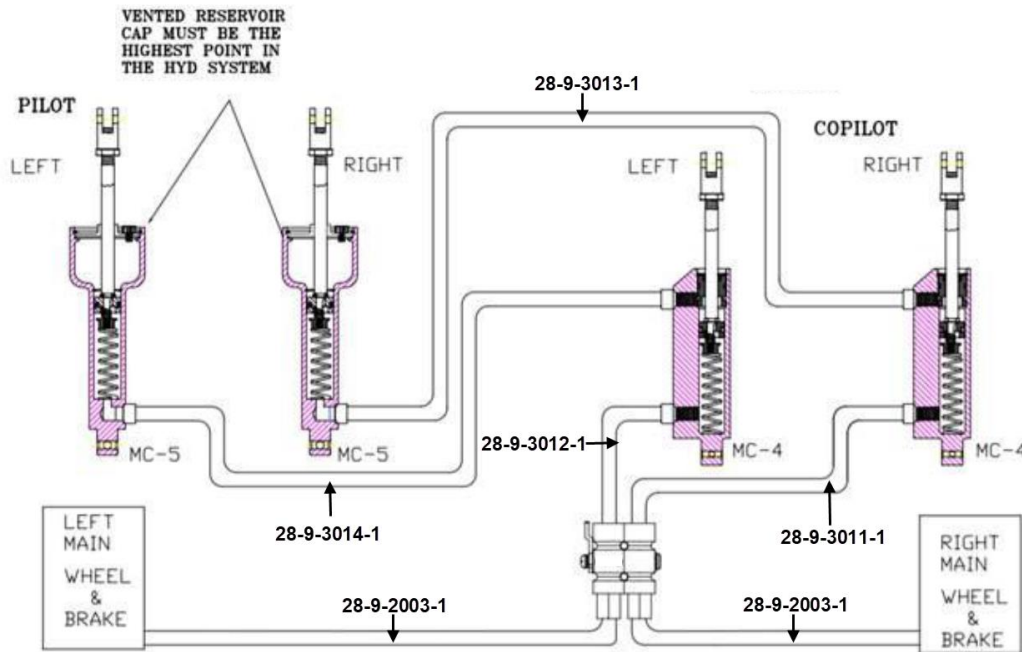 VENTED RESERVOIR
CAP MUST BE THE
HIGHEST POINT IN
THE HYD SYSTEM
28-9-3013-1
PILOT
COPILOT
LEFT
RIGHT
LEFT
RIGHT
28-9-3012-1
MC-5
MC-5
MC-4
MC-4
28-9-3014-1
28-9-3011-1
LEFT
MAIN
WHEEL
&
BRAKE
RIGHT
MAIN
WHEEL
&
BRAKE
28-9-2003-1
28-9-2003-1